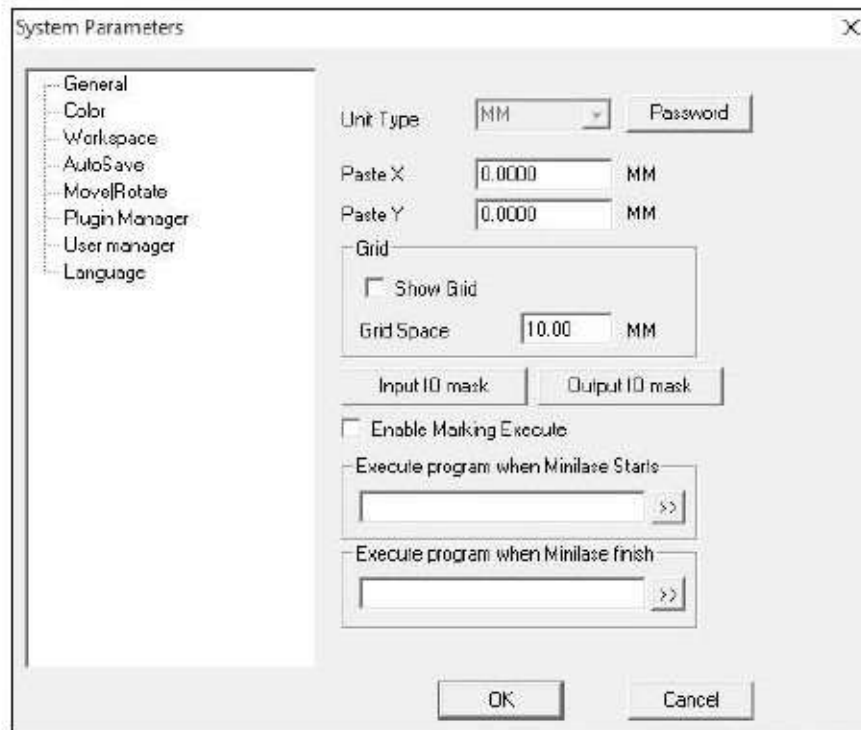 System Parameters
General
Color
Workspace
AutoSave
Move|Rotate
Plugin Manager
User manager
Language
Unit Type MM Password
Paste X 0.0000 MM
Paste Y 0.0000 MM
Grid
Show Grid
Grid Space 10.00 MM
Input IO mask Output IO mask
Enable Marking Execute
Execute program when Minilase Starts
>>
Execute program when Minilase finish
>>
OK Cancel